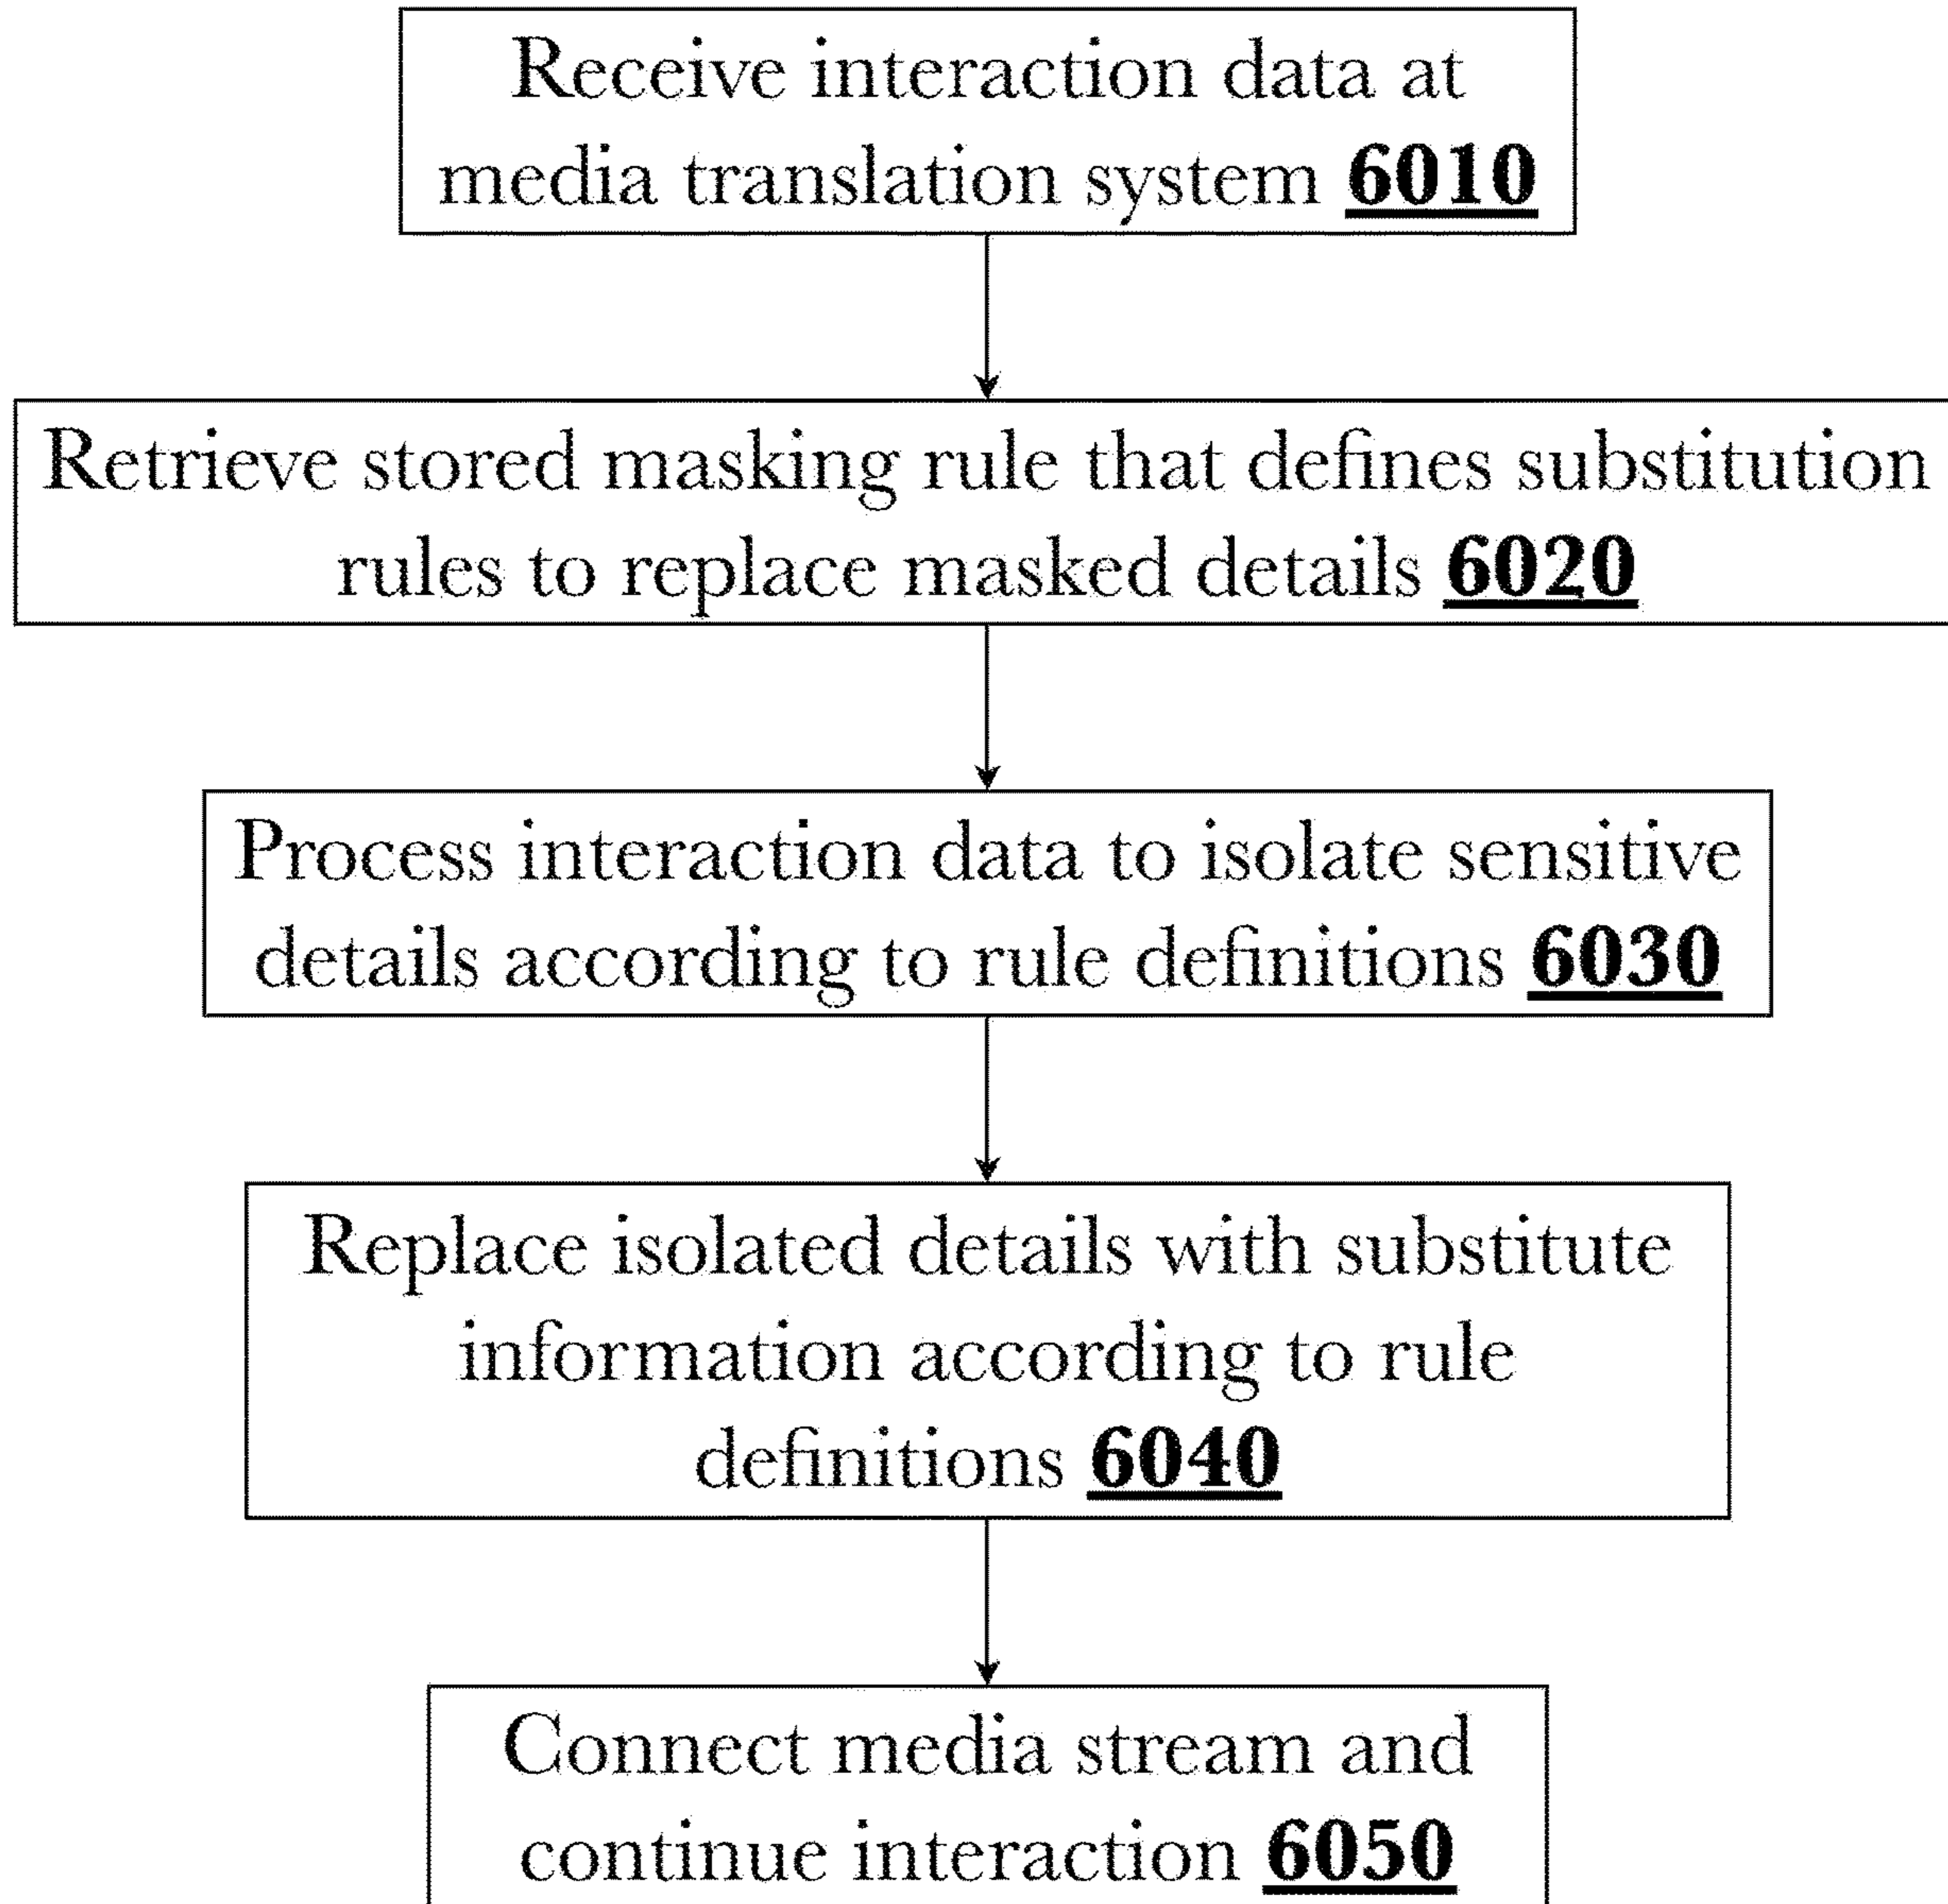 Receive interaction data at
media translation system 6010
Retrieve stored masking rule that defines substitution
rules to replace masked details 6020
Process interaction data to isolate sensitive
details according to rule definitions 6030
Replace isolated details with substitute
information according to rule
definitions 6040
Connect media stream and
continue interaction 6050